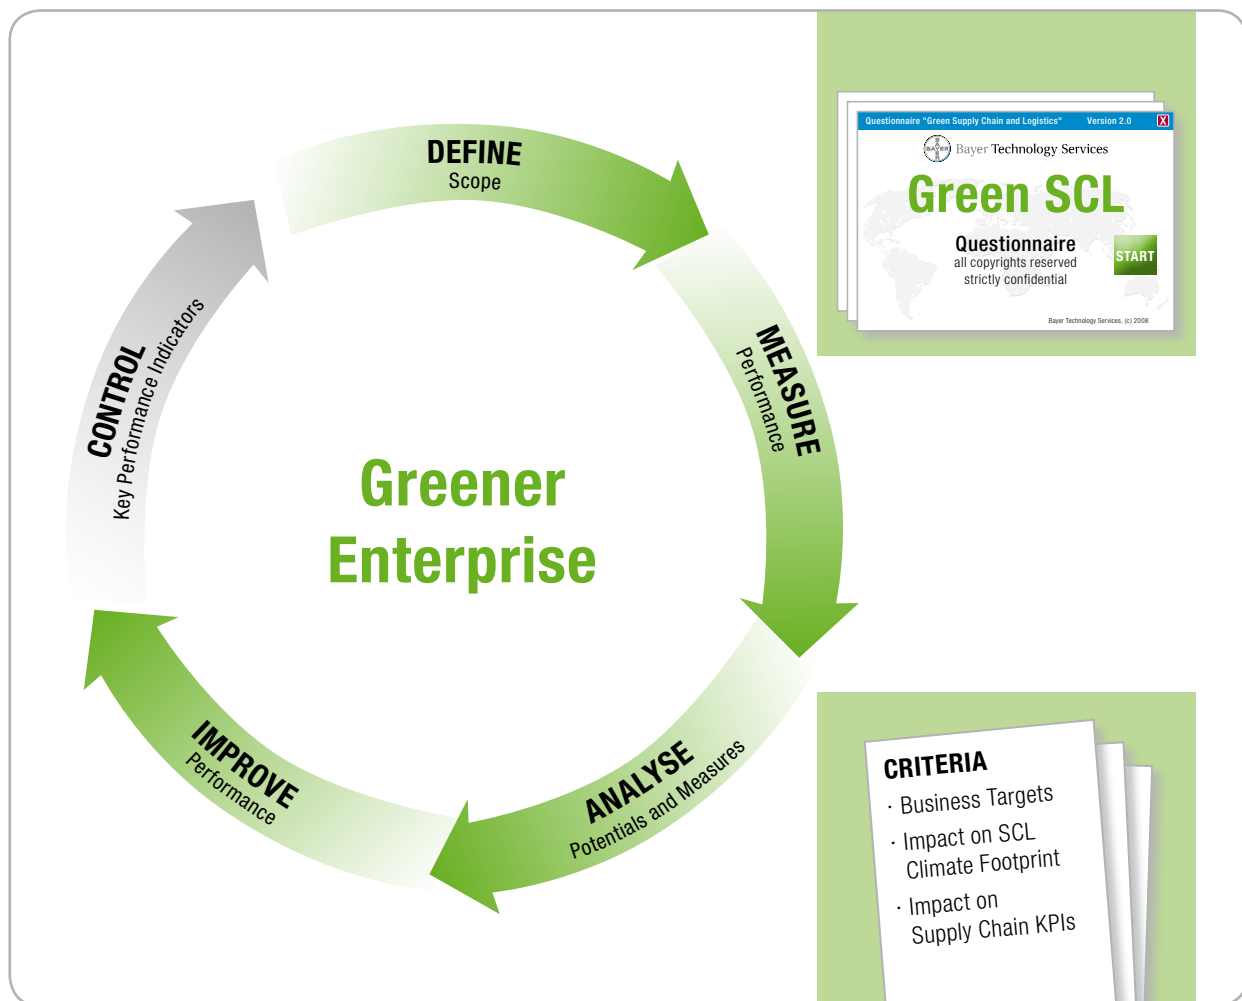 DEFINE
Scope
MEASURE
Performance
ANALYSE
Potentials and Measures
IMPROVE
Performance
CONTROL
Key Performance Indicators
Greener
Enterprise
Questionnaire "Green Supply Chain and Logistics" Version 2.0 X
BAYER
BAYER
Bayer Technology Services
Green SCL
Questionnaire
all copyrights reserved
strictly confidential
START
Bayer Technology Services, (c) 2008
CRITERIA
· Business Targets
· Impact on SCL
Climate Footprint
· Impact on
Supply Chain KPIs